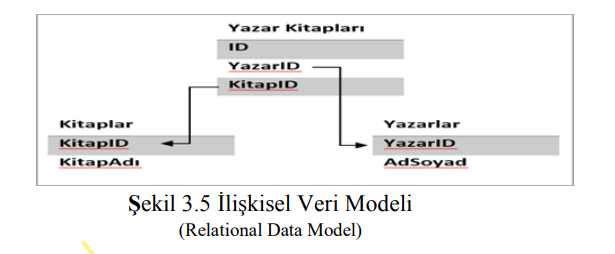 Yazar Kitapları
ID
YazarID
KitapID
Kitaplar
KitapID
KitapAdı
Yazarlar
YazarID
AdSoyad
Şekil 3.5 İlişkisel Veri Modeli
(Relational Data Model)